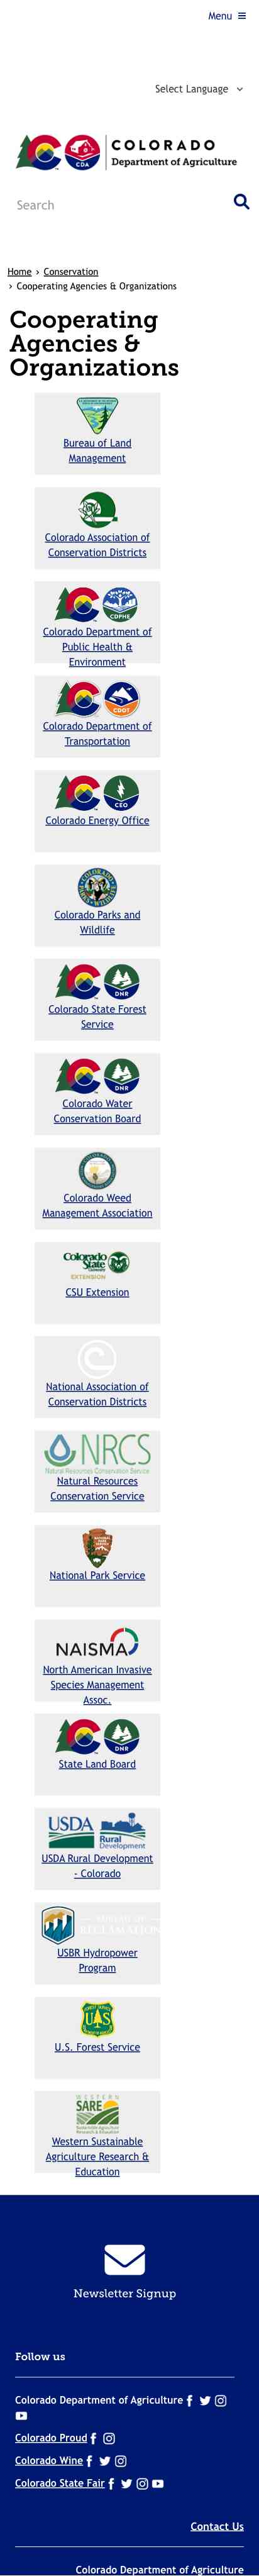 Menu
Select Language
CDA
COLORADO
Department of Agriculture
Search
Home › Conservation
› Cooperating Agencies & Organizations
Cooperating
Agencies &
Organizations
Bureau of Land
Management
Colorado Association of
Conservation Districts
CDPHE
Colorado Department of
Public Health &
Environment
CDOT
Colorado Department of
Transportation
CEO
Colorado Energy Office
Colorado Parks and
Wildlife
DNR
Colorado State Forest
Service
DNR
Colorado Water
Conservation Board
Colorado Weed
Management Association
Colorado State
EXTENSION
CSU Extension
National Association of
Conservation Districts
NRCS
Natural Resources Conservation Service
Natural Resources
Conservation Service
National Park Service
NAISMA
North American Invasive
Species Management
Assoc.
DNR
State Land Board
USDA Rural
Development
USDA Rural Development
- Colorado
USBR Hydropower
Program
U.S. Forest Service
WESTERN
SARE
Western Sustainable
Agriculture Research &
Education
Newsletter Signup
Follow us
Colorado Department of Agriculture
Colorado Proud
Colorado Wine
Colorado State Fair
Contact Us
Colorado Department of Agriculture